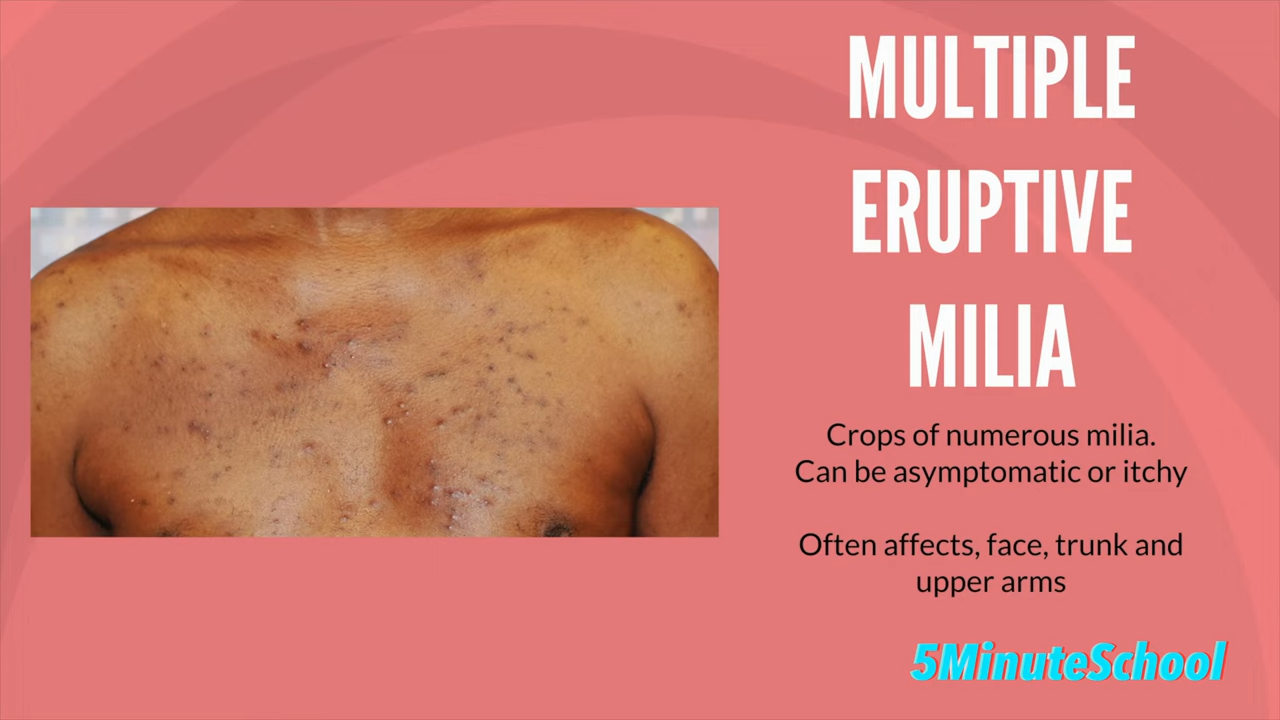 MULTIPLE
ERUPTIVE
MILIA
Crops of numerous milia.
Can be asymptomatic or itchy
Often affects, face, trunk and
upper arms
5MinuteSchool